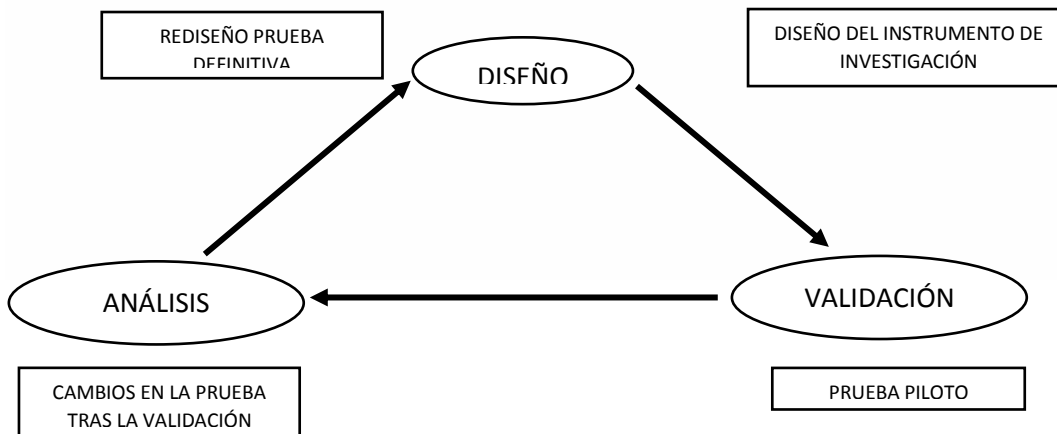 REDISEÑO PRUEBA
DEFINITIVA
DISEÑO
DISEÑO DEL INSTRUMENTO DE
INVESTIGACIÓN
ANÁLISIS
VALIDACIÓN
CAMBIOS EN LA PRUEBA
TRAS LA VALIDACIÓN
PRUEBA PILOTO